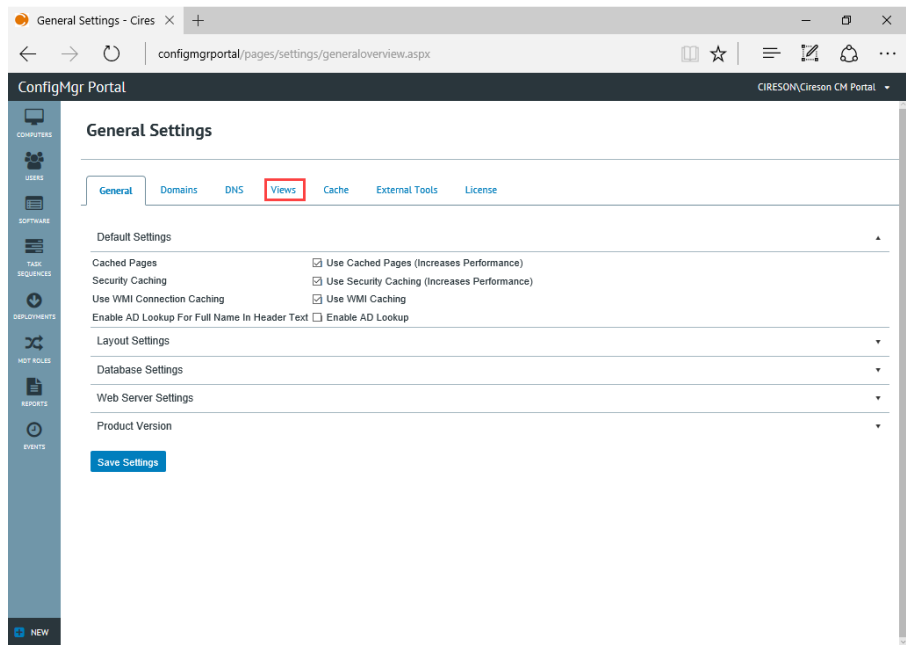 General Settings - Cires
configmgrportal/pages/settings/generaloverview.aspx
ConfigMgr Portal
CIRESON\Cireson CM Portal
COMPUTERS
USERS
SOFTWARE
TASK
SEQUENCES
DEPLOYMENTS
MDT ROLES
REPORTS
EVENTS
NEW
General Settings
General Domains DNS Views Cache External Tools License
Default Settings
Cached Pages Use Cached Pages (Increases Performance)
Security Caching Use Security Caching (Increases Performance)
Use WMI Connection Caching Use WMI Caching
Enable AD Lookup For Full Name In Header Text Enable AD Lookup
Layout Settings
Database Settings
Web Server Settings
Product Version
Save Settings